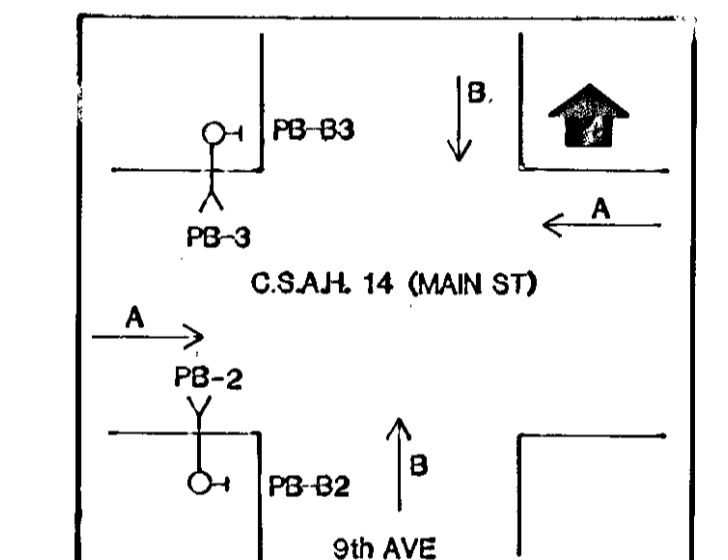 B.
PB-B3
A
PB-3
C.S.A.H. 14 (MAIN ST)
A
PB-2
B
PB-B2
9th AVE